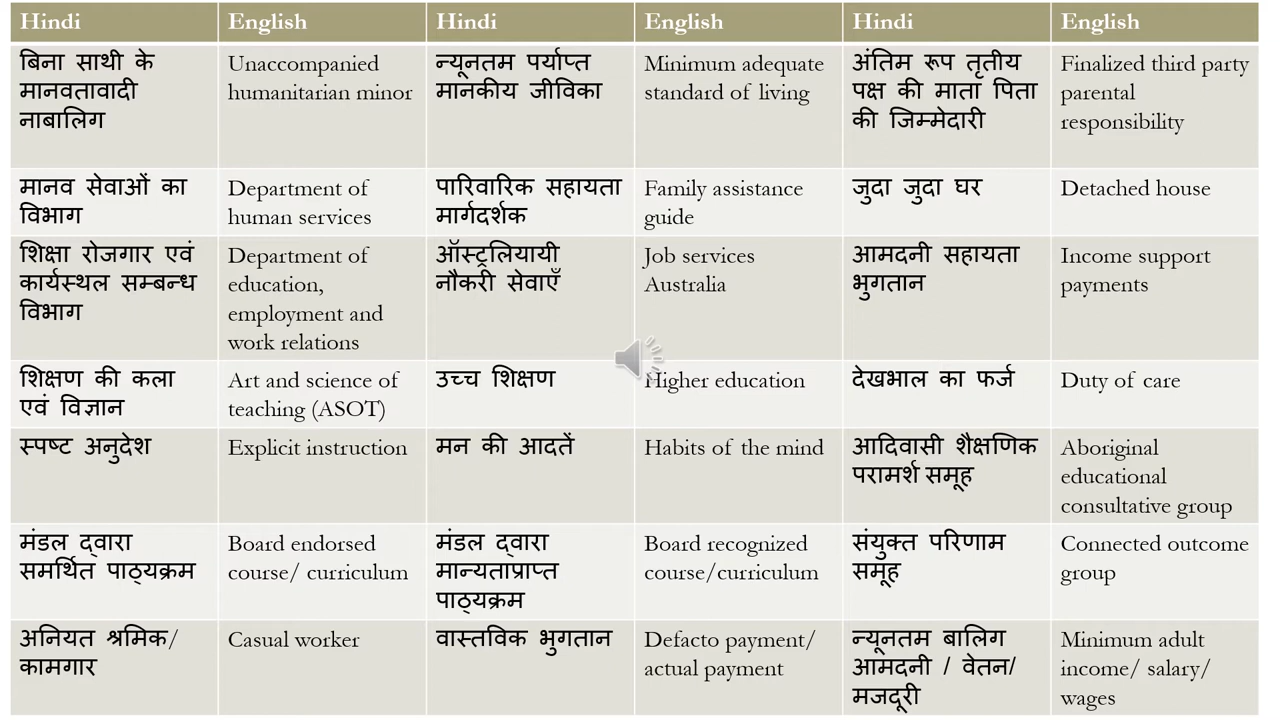 Hindi English Hindi English Hindi English
बिना साथी के
मानवतावादी
नाबालिग
Unaccompanied
humanitarian minor
न्यूनतम पर्याप्त
मानकीय जीविका
Minimum adequate
standard of living
अंतिम रूप तृतीय
पक्ष की माता पिता
की जिम्मेदारी
Finalized third party
parental
responsibility
मानव सेवाओं का
विभाग
Department of
human services
पारिवारिक सहायता
मार्गदर्शक
Family assistance
guide
जुदा जुदा घर
Detached house
शिक्षा रोजगार एवं
कार्यस्थल सम्बन्ध
विभाग
Department of
education,
employment and
work relations
ऑस्ट्रलियायी
नौकरी सेवाएँ
Job services
Australia
आमदनी सहायता
भुगतान
Income support
payments
शिक्षण की कला
एवं विज्ञान
Art and science of
teaching (ASOT)
उच्च शिक्षण
Higher education
देखभाल का फर्ज
Duty of care
स्पष्ट अनुदेश
Explicit instruction
मन की आदतें
Habits of the mind
आदिवासी शैक्षणिक
परामर्श समूह
Aboriginal
educational
consultative group
मंडल द्वारा
समर्थित पाठ्यक्रम
Board endorsed
course/ curriculum
मंडल द्वारा
मान्यताप्राप्त
पाठ्यक्रम
Board recognized
course/curriculum
संयुक्त परिणाम
समूह
Connected outcome
group
अनियत श्रमिक/
कामगार
Casual worker
वास्तविक भुगतान
Defacto payment/
actual payment
न्यूनतम बालिग
आमदनी / वेतन/
मजदूरी
Minimum adult
income/ salary/
wages